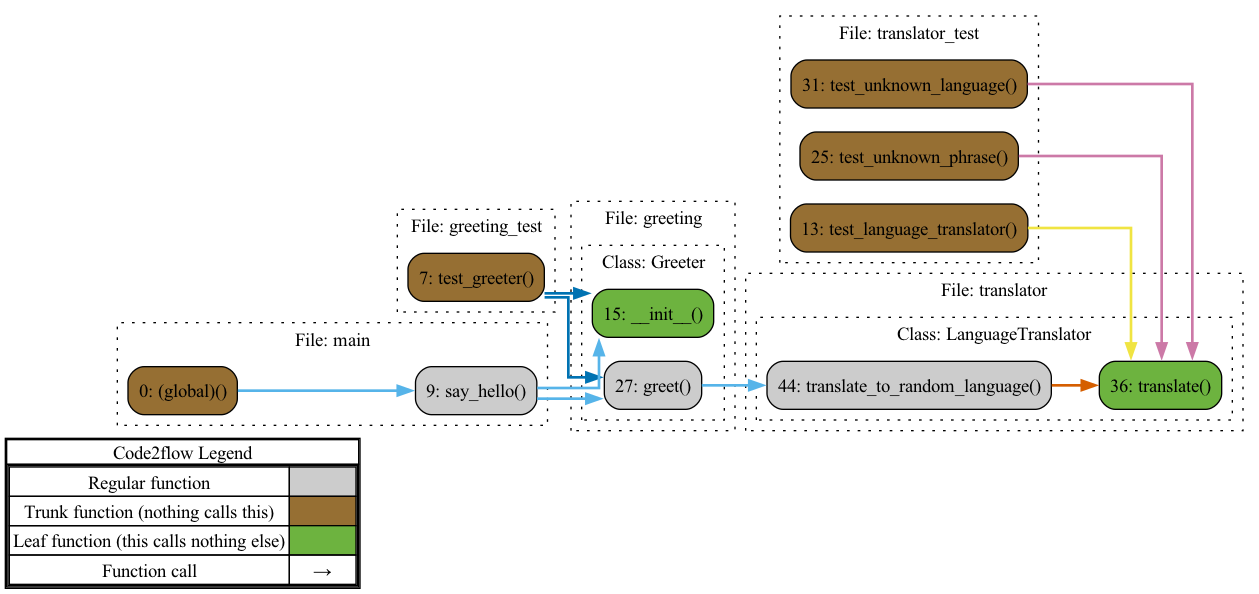 File: translator_test
31: test_unknown_language()
25: test_unknown_phrase()
13: test_language_translator()
File: greeting_test
7: test_greeter()
File: greeting
Class: Greeter
15: __init__()
27: greet()
File: translator
Class: LanguageTranslator
44: translate_to_random_language()
36: translate()
File: main
0: (global)()
9: say_hello()
Code2flow Legend
Regular function
Trunk function (nothing calls this)
Leaf function (this calls nothing else)
Function call →